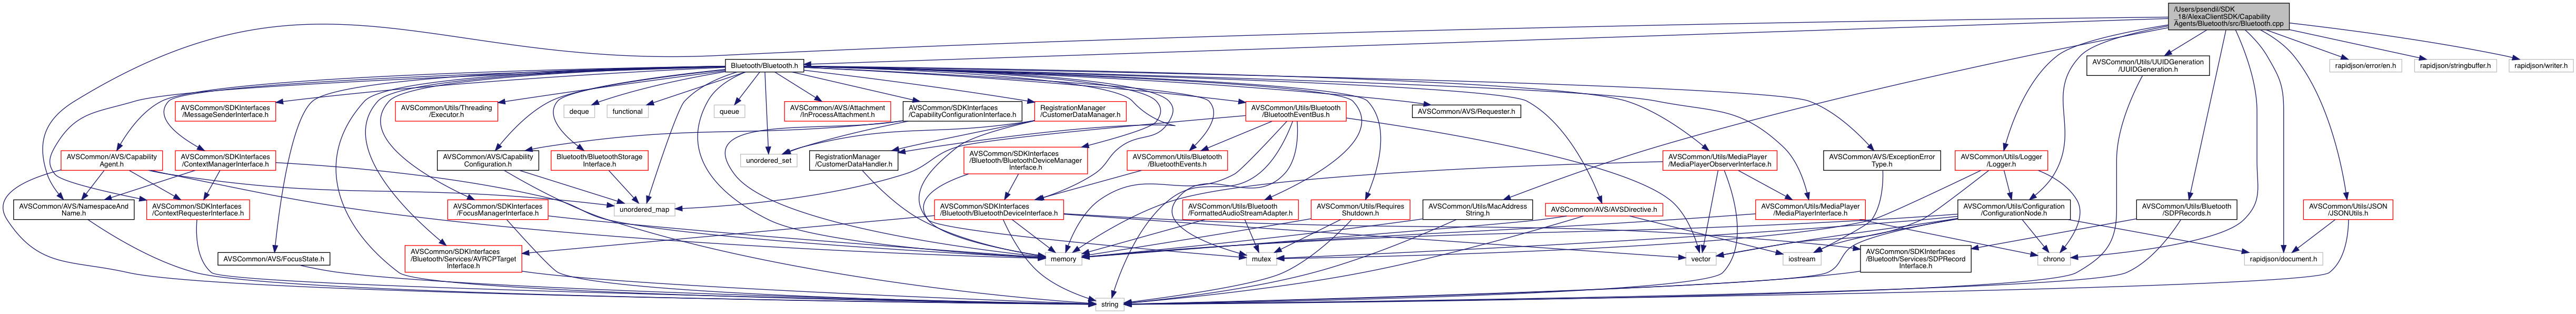 /Users/psendil/SDK
_18/AlexaClientSDK/Capability
Agents/Bluetooth/src/Bluetooth.cpp
Bluetooth/Bluetooth.h
AVSCommon/Utils/UUIDGeneration
/UUIDGeneration.h
rapidjson/error/en.h
rapidjson/stringbuffer.h
rapidjson/writer.h
AVSCommon/SDKInterfaces
/MessageSenderInterface.h
AVSCommon/Utils/Threading
/Executor.h
deque
functional
queue
AVSCommon/AVS/Attachment
/InProcessAttachment.h
AVSCommon/SDKInterfaces
/CapabilityConfigurationInterface.h
RegistrationManager
/CustomerDataManager.h
AVSCommon/Utils/Bluetooth
/BluetoothEventBus.h
AVSCommon/AVS/Requester.h
AVSCommon/AVS/Capability
Agent.h
AVSCommon/SDKInterfaces
/ContextManagerInterface.h
AVSCommon/AVS/Capability
Configuration.h
Bluetooth/BluetoothStorage
Interface.h
unordered_set
RegistrationManager
/CustomerDataHandler.h
AVSCommon/SDKInterfaces
/Bluetooth/BluetoothDeviceManager
Interface.h
AVSCommon/Utils/Bluetooth
/BluetoothEvents.h
AVSCommon/Utils/MediaPlayer
/MediaPlayerObserverInterface.h
AVSCommon/AVS/ExceptionError
Type.h
AVSCommon/Utils/Logger
/Logger.h
AVSCommon/AVS/NamespaceAnd
Name.h
AVSCommon/SDKInterfaces
/ContextRequesterInterface.h
AVSCommon/SDKInterfaces
/FocusManagerInterface.h
unordered_map
AVSCommon/SDKInterfaces
/Bluetooth/BluetoothDeviceInterface.h
AVSCommon/Utils/Bluetooth
/FormattedAudioStreamAdapter.h
AVSCommon/Utils/Requires
Shutdown.h
AVSCommon/Utils/MacAddress
String.h
AVSCommon/AVS/AVSDirective.h
AVSCommon/Utils/MediaPlayer
/MediaPlayerInterface.h
AVSCommon/Utils/Configuration
/ConfigurationNode.h
AVSCommon/Utils/Bluetooth
/SDPRecords.h
AVSCommon/Utils/JSON
/JSONUtils.h
AVSCommon/AVS/FocusState.h
AVSCommon/SDKInterfaces
/Bluetooth/Services/AVRCPTarget
Interface.h
memory
mutex
vector
iostream
AVSCommon/SDKInterfaces
/Bluetooth/Services/SDPRecord
Interface.h
chrono
rapidjson/document.h
string